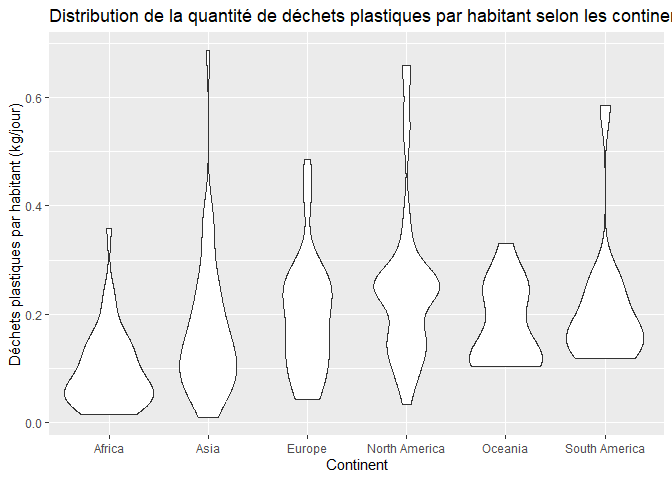 Distribution de la quantité de déchets plastiques par habitant selon les contine
Déchets plastiques par habitant (kg/jour)
0.6
0.4
0.2
0.0
Africa Asia Europe North America Oceania South America
Continent